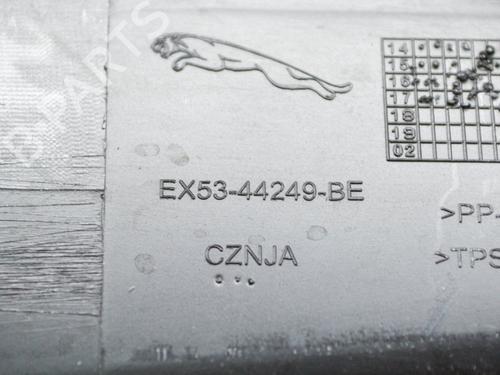 B-PARTS
14
15
16
17
18
19
02
EX53-44249-BE
CZNJA
>PP-
>TPS